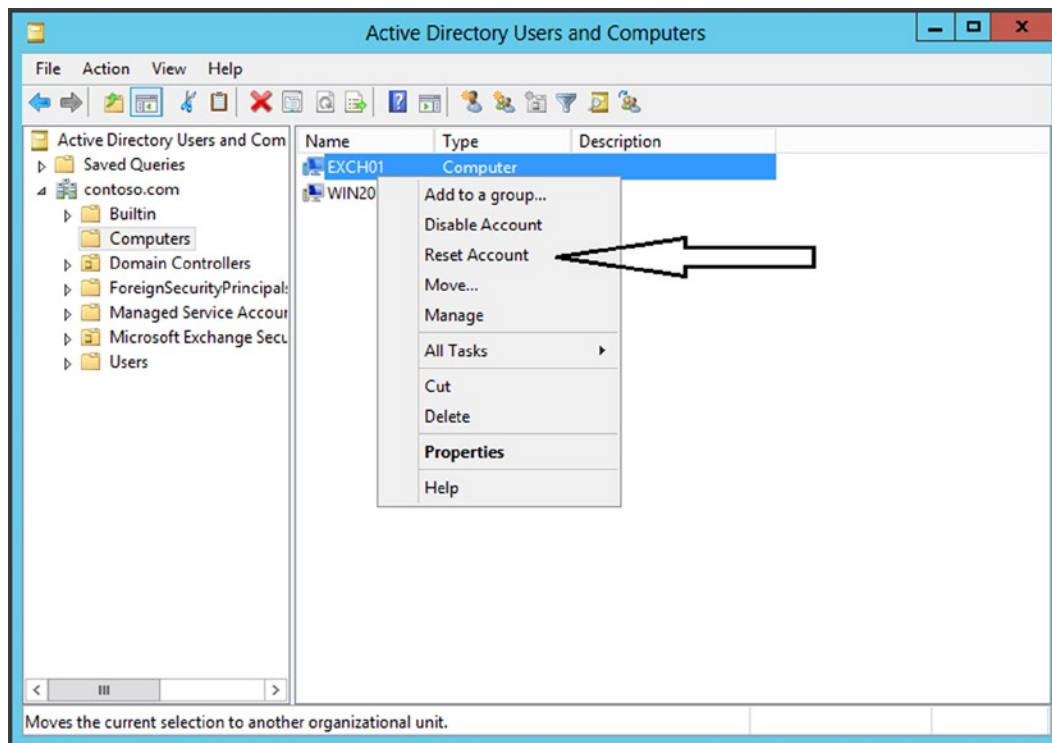 Active Directory Users and Computers
File Action View Help
Active Directory Users and Com
Saved Queries
contoso.com
Builtin
Computers
Domain Controllers
ForeignSecurityPrincipals
Managed Service Accour
Microsoft Exchange Secu
Users
Name Type Description
EXCH01 Computer
WIN20
Add to a group...
Disable Account
Reset Account
Move...
Manage
All Tasks
Cut
Delete
Properties
Help
Moves the current selection to another organizational unit.